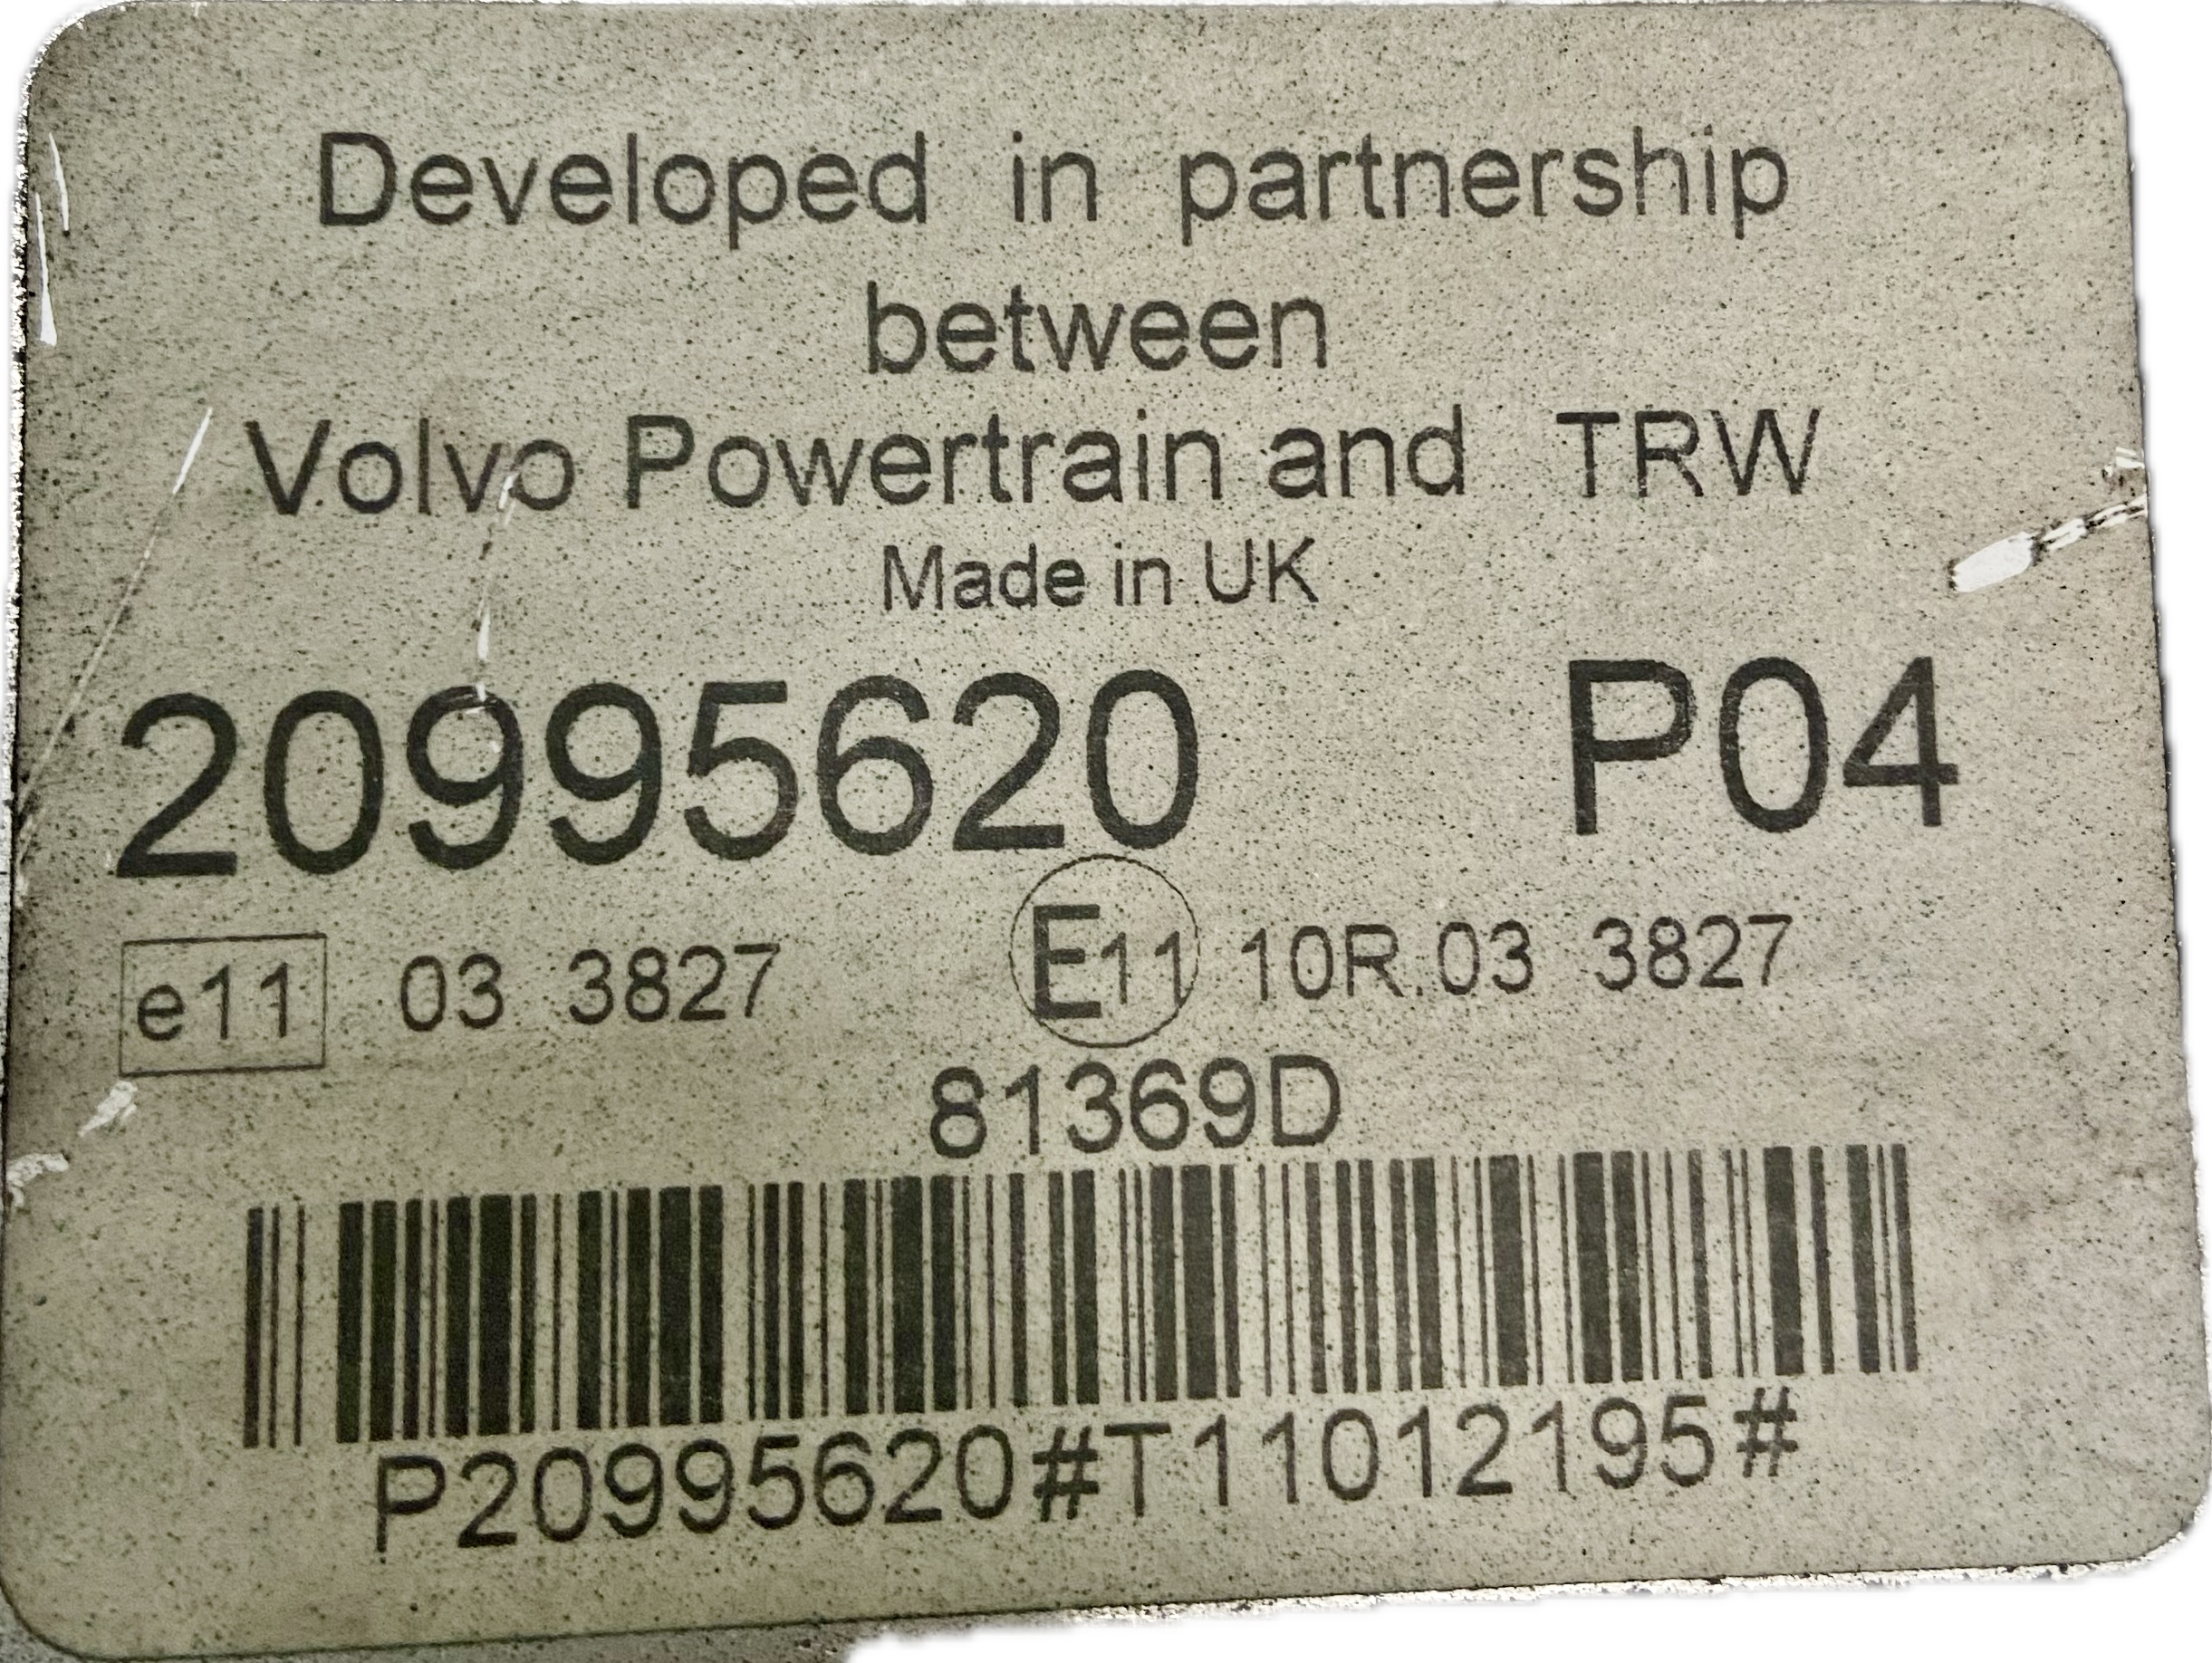 Developed in partnership
between
Volvo Powertrain and TRW
Made in UK
20995620 P04
e11 03 3827 E11 10R.03 3827
81369D
P20995620#T11012195#